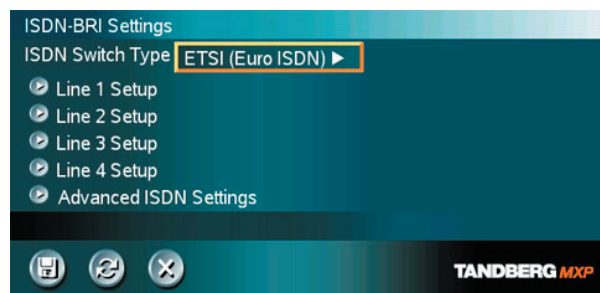 ISDN-BRI Settings
ISDN Switch Type ETSI (Euro ISDN)
Line 1 Setup
Line 2 Setup
Line 3 Setup
Line 4 Setup
Advanced ISDN Settings
TANDBERG MXP